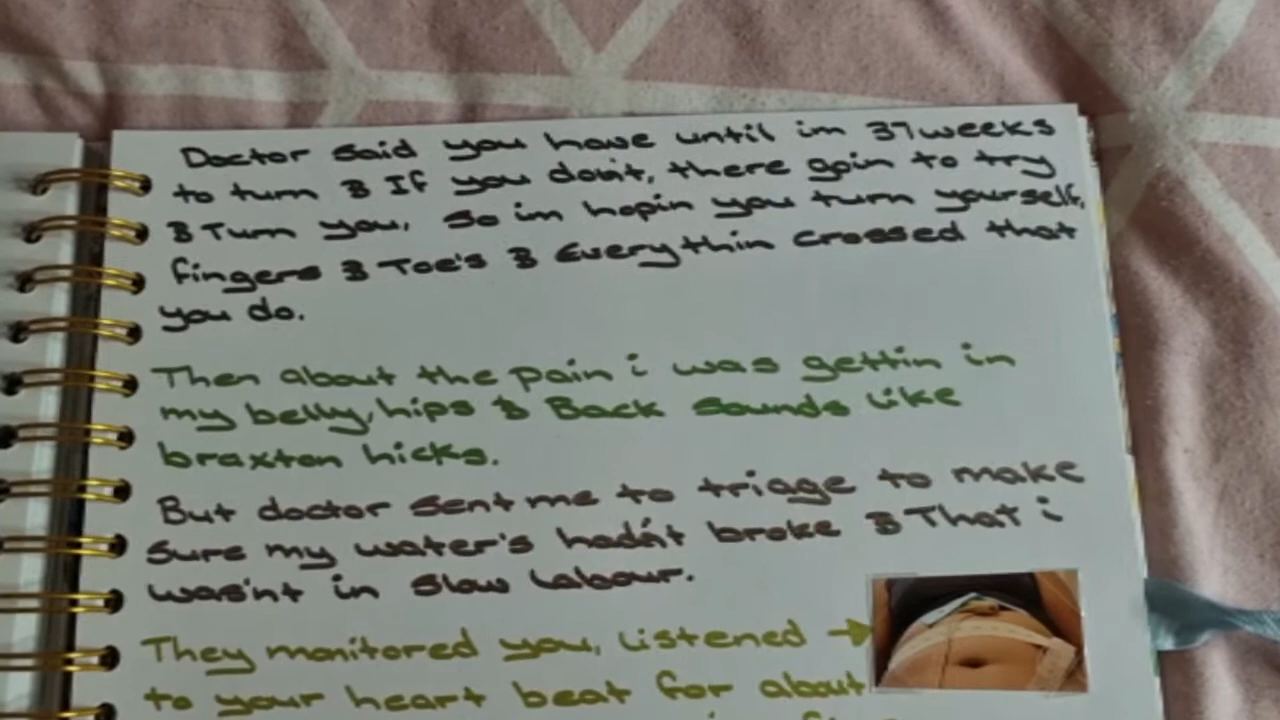 Doctor said you have until im 37weeks
to turn & If you dont, there goin to try
& Turn you, So im hopin you turn yourself,
fingers & Toe's & Everythin crossed that
you do.
Then about the pain i was gettin in
my belly, hips & Back sounds like
braxton hicks.
But doctor sent me to triage to make
sure my water's hadn't broke & That i
wasn't in slow labour.
They monitored you, Listened
to your heart beat for about